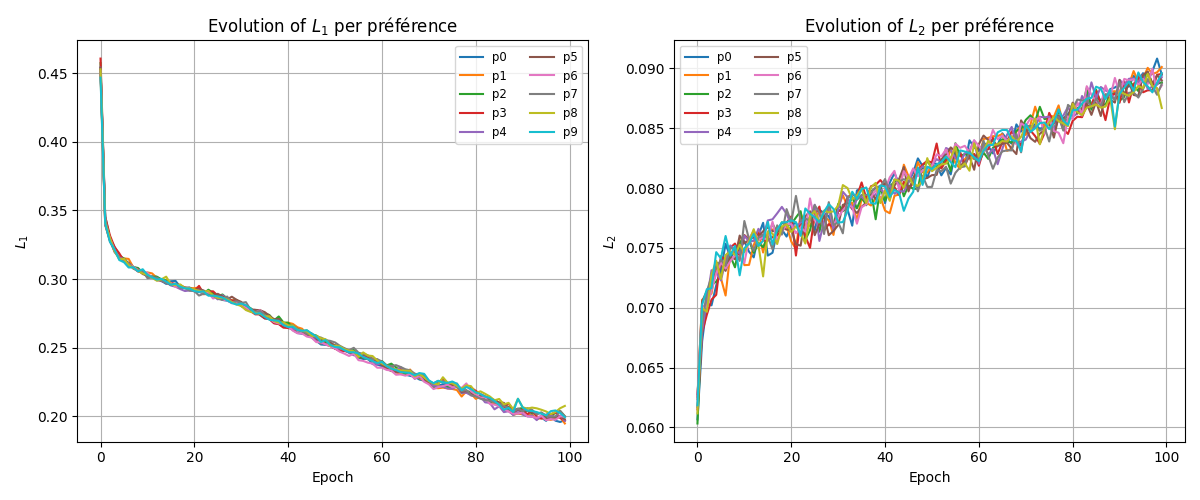 Evolution of L₁ per préférence
p0 p5
p1 p6
p2 p7
p3 p8
p4 p9
0.45
0.40
0.35
0.30
0.25
0.20
L₁
0 20 40 60 80 100
Epoch
Evolution of L₂ per préférence
p0 p5
p1 p6
p2 p7
p3 p8
p4 p9
0.090
0.085
0.080
0.075
0.070
0.065
0.060
L₂
0 20 40 60 80 100
Epoch